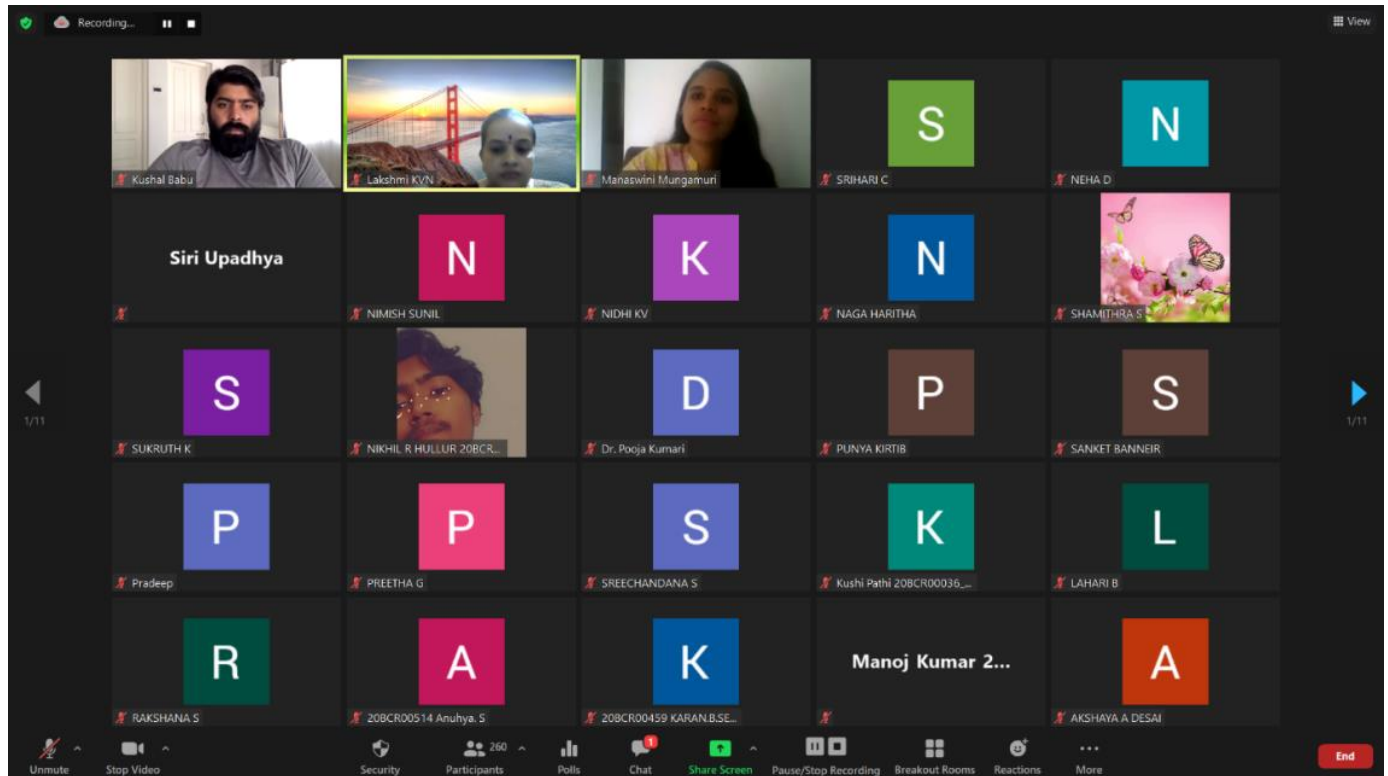 Recording...
View
Kushal Babu
Lakshmi KVN
Manaswini Mungamuri
S
SRIHARI C
N
NEHA D
Siri Upadhya
N
NIMISH SUNIL
K
NIDHI KV
N
NAGA HARITHA
SHAMITHRA S
S
SUKRUTH K
NIKHIL R HULLUR 20BCR...
D
Dr. Pooja Kumari
P
PUNYA KIRTIB
S
SANKET BANNEIR
1/11
1/11
P
Pradeep
P
PREETHA G
S
SREECHANDANA S
K
Kushi Pathi 20BCR00036_...
L
LAHARI B
R
RAKSHANA S
A
20BCR00514 Anuhya. S
K
20BCR00459 KARAN.B.SE...
Manoj Kumar 2...
A
AKSHAYA A DESAI
Unmute
Stop Video
Security
260
Participants
Polls
1
Chat
Share Screen
Pause/Stop Recording
Breakout Rooms
Reactions
More
End